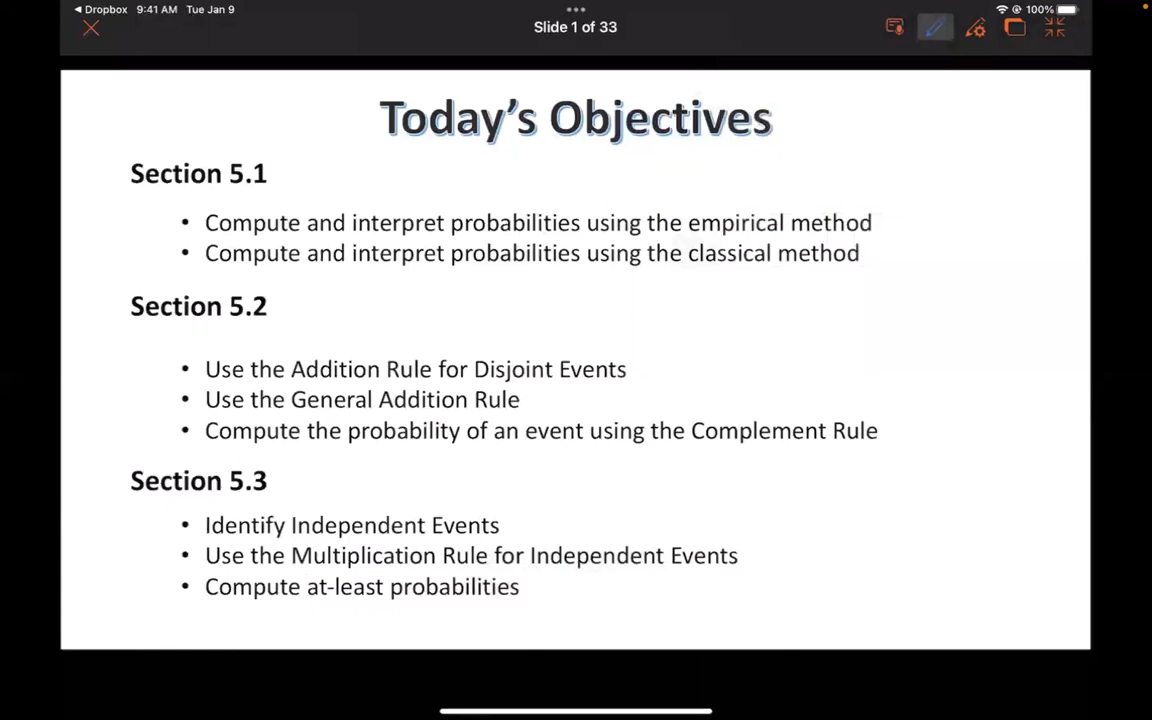 Dropbox 9:41 AM Tue Jan 9 100%
Slide 1 of 33
Today's Objectives
Section 5.1
• Compute and interpret probabilities using the empirical method
• Compute and interpret probabilities using the classical method
Section 5.2
• Use the Addition Rule for Disjoint Events
• Use the General Addition Rule
• Compute the probability of an event using the Complement Rule
Section 5.3
• Identify Independent Events
• Use the Multiplication Rule for Independent Events
• Compute at-least probabilities